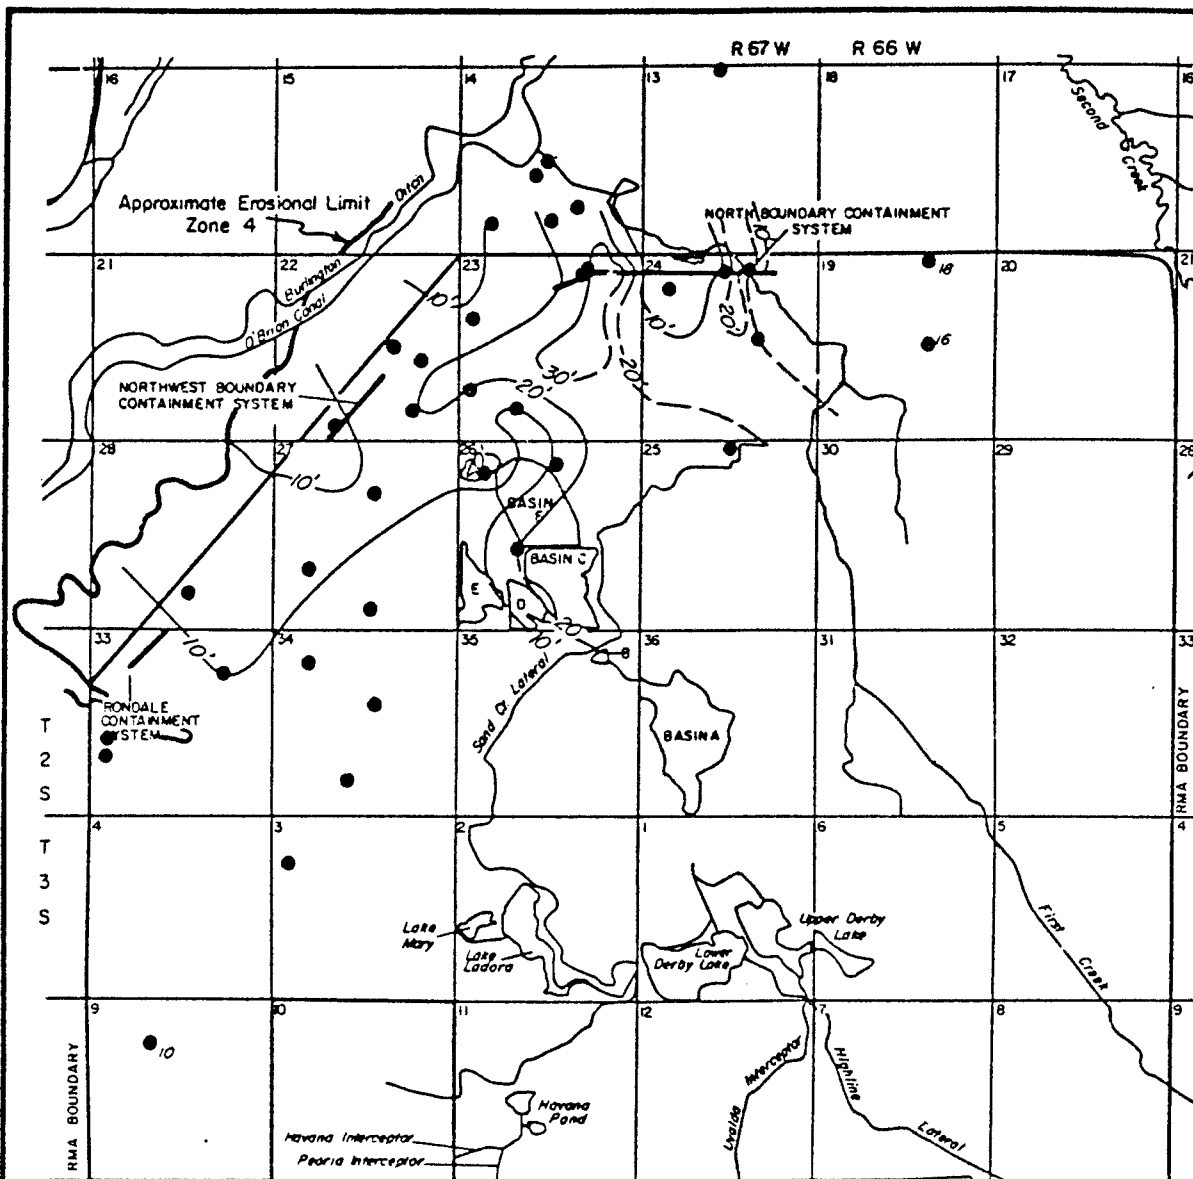 R 67 W R 66 W
16 15 14 13 18 17 16
Second
Creek
Approximate Erosional Limit
Zone 4
Ditch
Burlington
O'Brian Canal
NORTH BOUNDARY CONTAINMENT
SYSTEM
21 22 23 24 19 20 21
18
10'
10'
20'
16
20'
30'
20'
NORTHWEST BOUNDARY
CONTAINMENT SYSTEM
28 27 26 25 30 29 28
10'
BASIN
F
BASIN C
E
D
33 34 35 36 31 32 33
10'
20'
10'
B
Sand Cr. Lateral
RONDALE
CONTAINMENT
SYSTEM
BASIN A
RMA BOUNDARY
T
2
S
4 3 2 1 6 5 4
T
3
S
Lake
Mary
Lake
Ladora
Lower
Derby Lake
Upper Derby
Lake
First
Creek
9 10 11 12 7 8 9
10
RMA BOUNDARY
Havana
Pond
Havana Interceptor
Peoria Interceptor
Uvalda Interceptor
Highline
Lateral